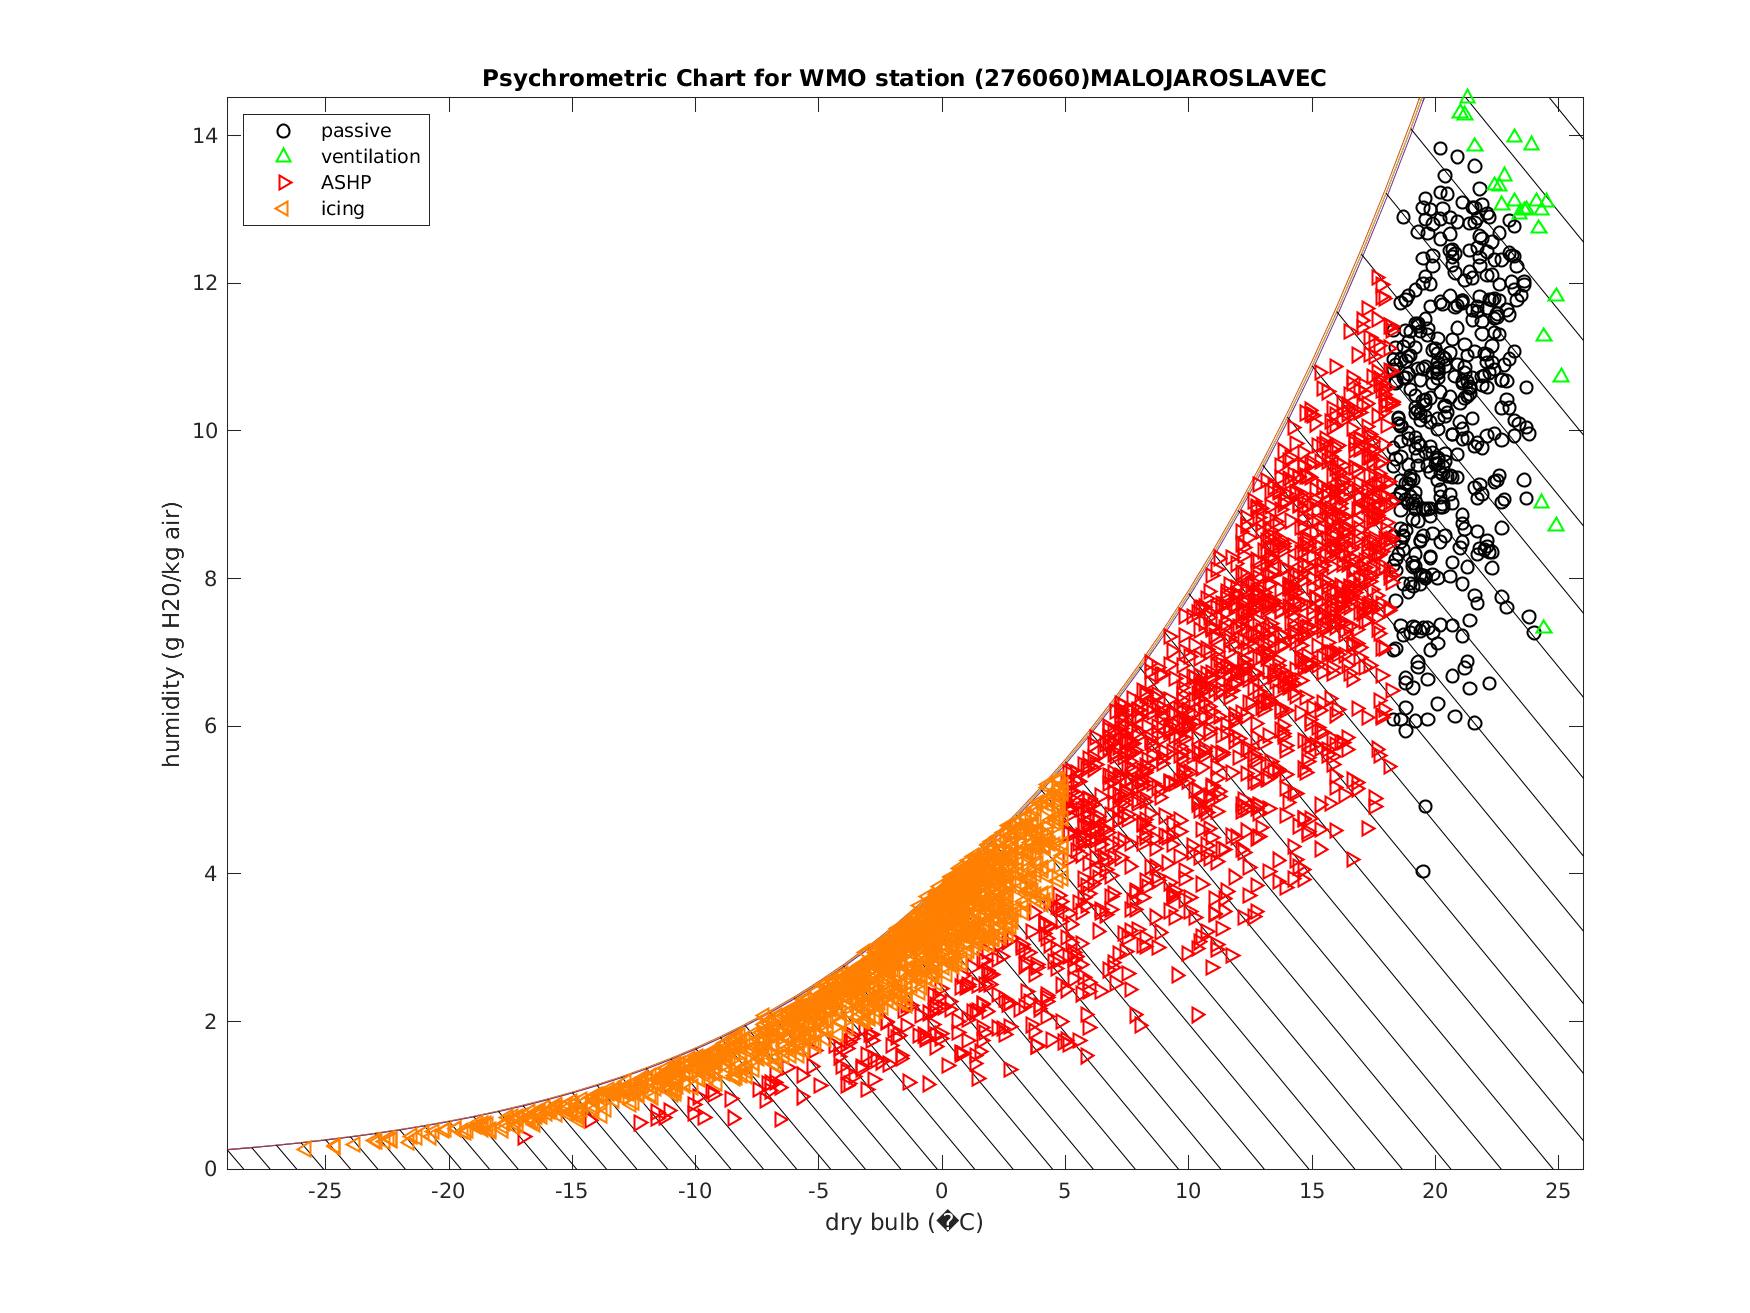 Psychrometric Chart for WMO station (276060)MALOJAROSLAVEC
passive
ventilation
ASHP
icing
14
12
10
8
6
4
2
0
humidity (g H20/kg air)
-25
-20
-15
-10
-5
0
5
10
15
20
25
dry bulb (�C)